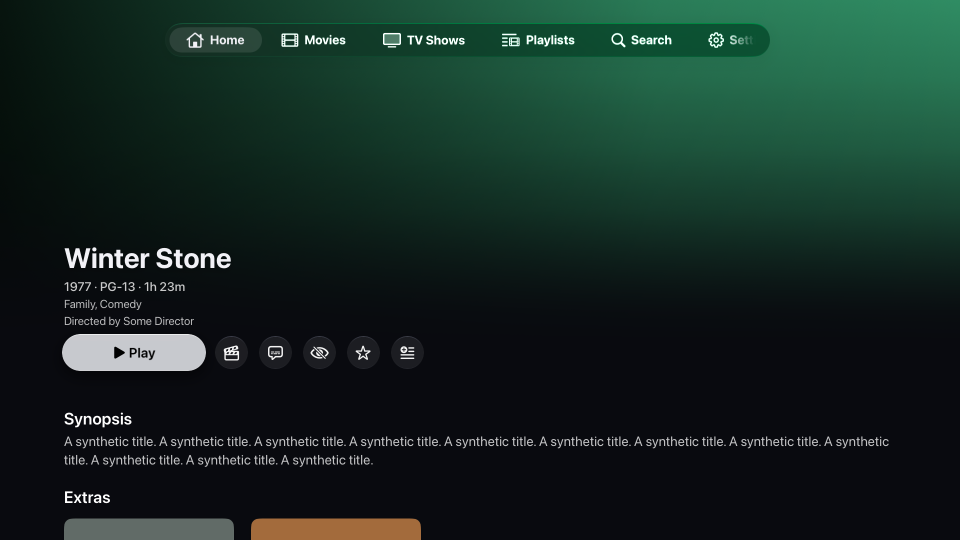 Home
Movies
TV Shows
Playlists
Search
Winter Stone
1977 · PG-13 · 1h 23m
Family, Comedy
Directed by Some Director
Play
Synopsis
A synthetic title. A synthetic title. A synthetic title. A synthetic title. A synthetic title. A synthetic title. A synthetic title. A synthetic title. A synthetic
title. A synthetic title. A synthetic title. A synthetic title.
Extras